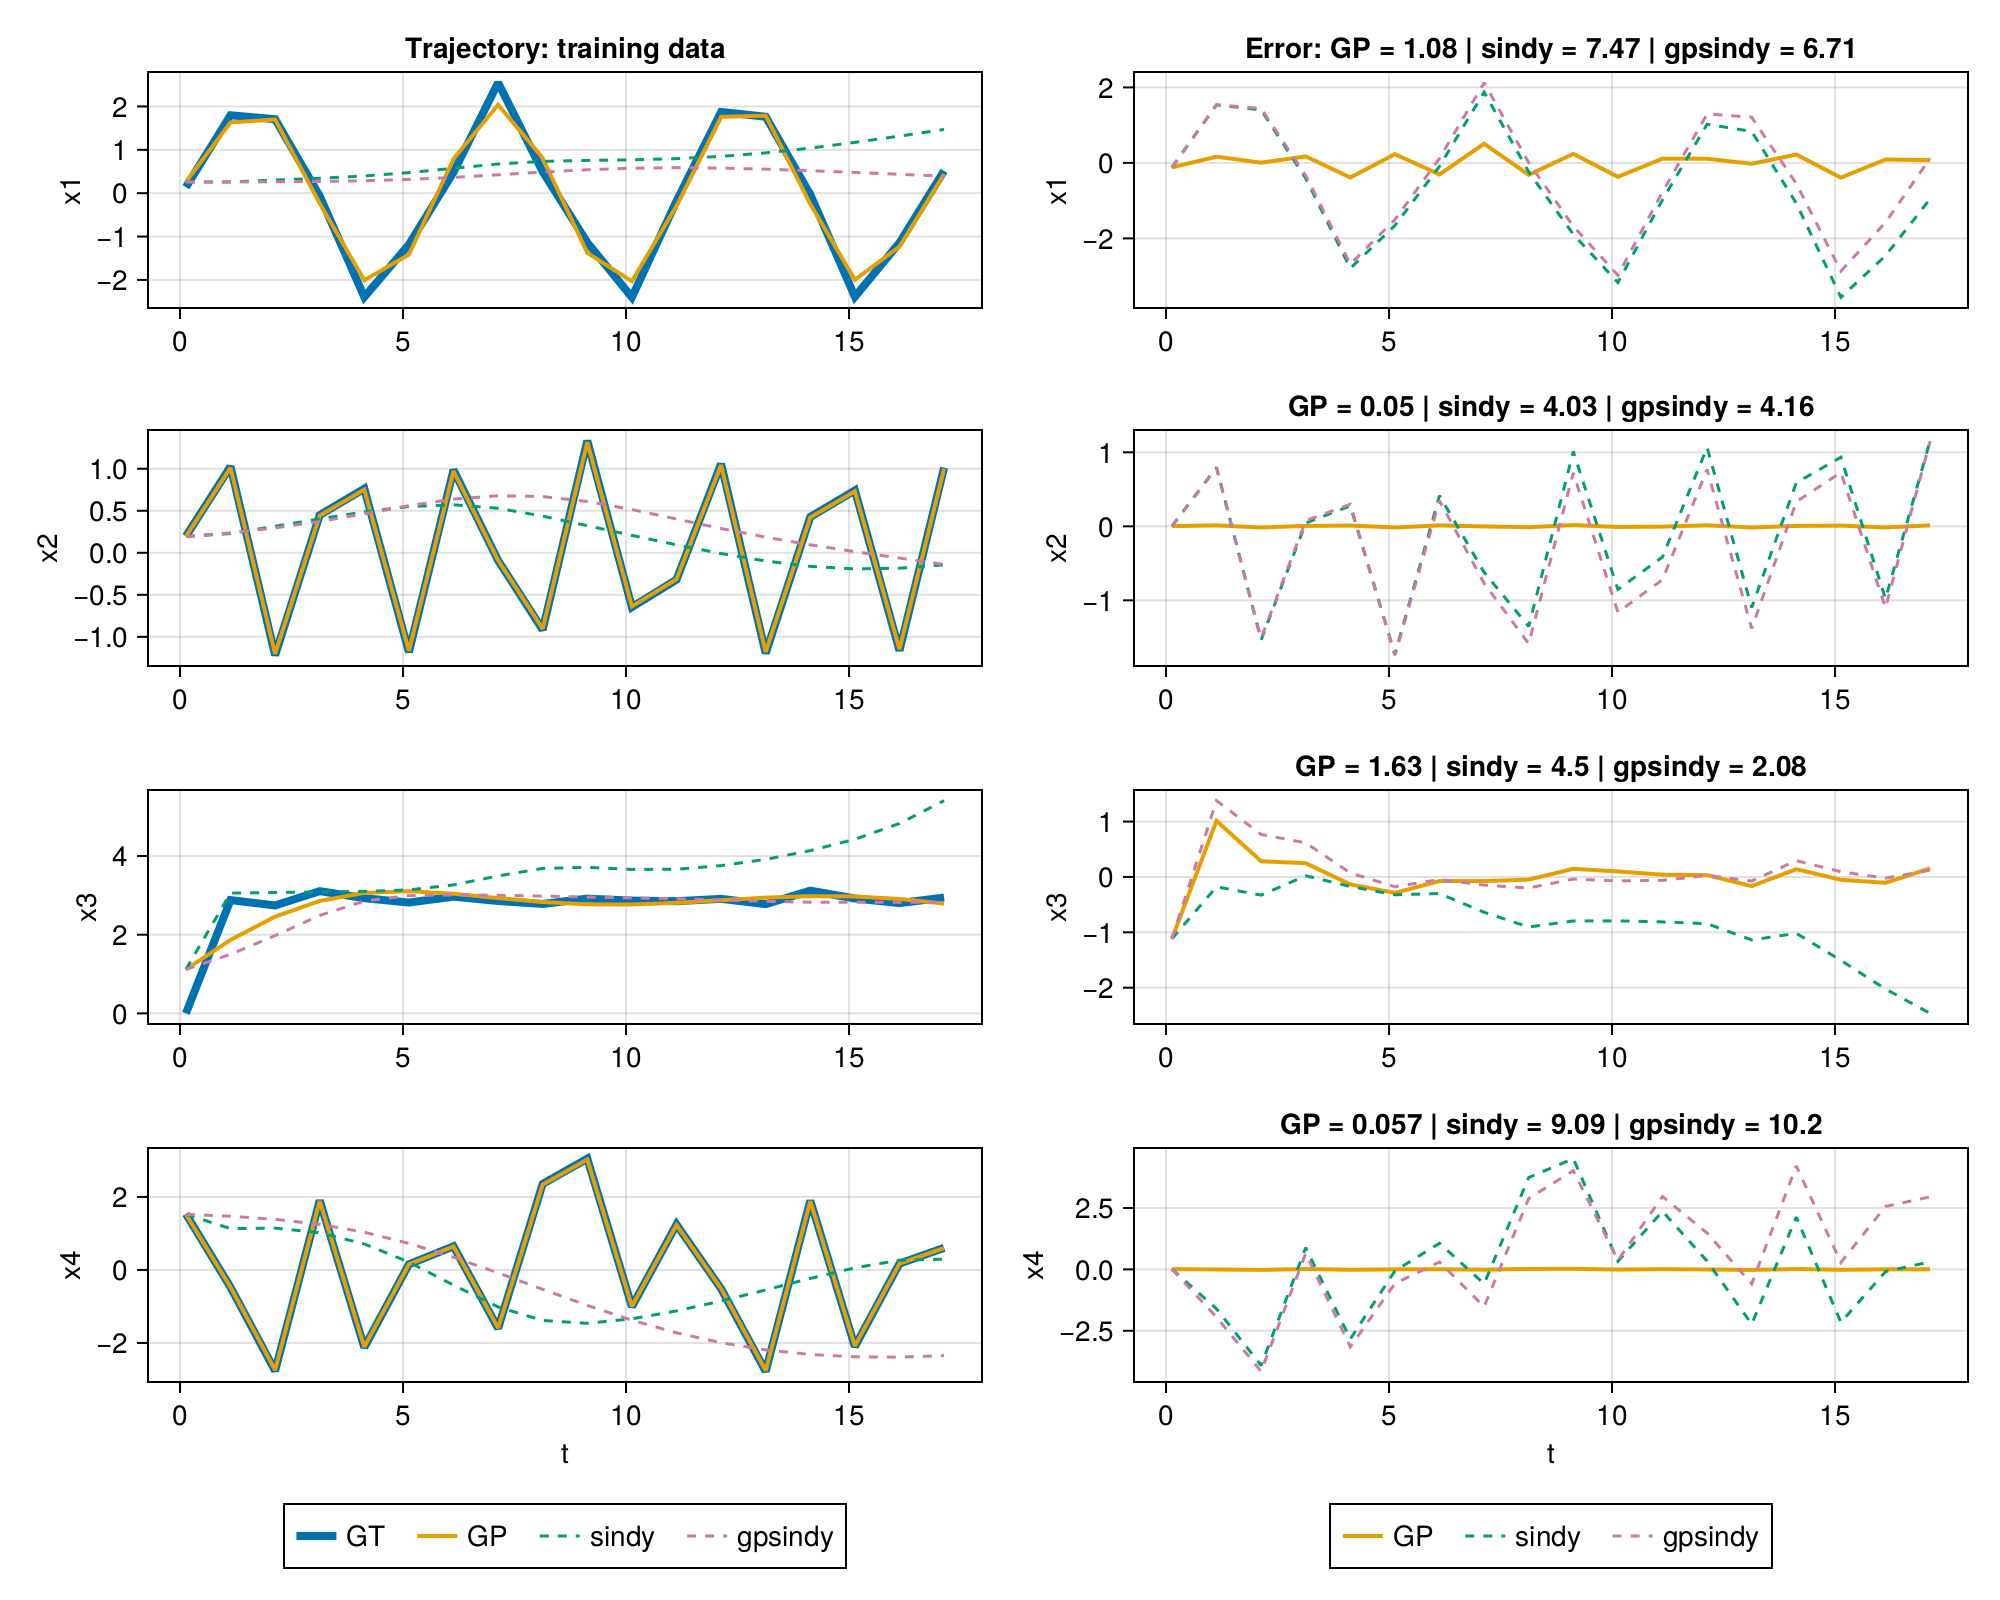 Trajectory: training data
x1
2
1
0
−1
−2
0 5 10 15
Error: GP = 1.08 | sindy = 7.47 | gpsindy = 6.71
x1
2
0
−2
0 5 10 15
x2
1.0
0.5
0.0
−0.5
−1.0
0 5 10 15
GP = 0.05 | sindy = 4.03 | gpsindy = 4.16
x2
1
0
−1
0 5 10 15
x3
4
2
0
0 5 10 15
GP = 1.63 | sindy = 4.5 | gpsindy = 2.08
x3
1
0
−1
−2
0 5 10 15
x4
2
0
−2
0 5 10 15
t
GP = 0.057 | sindy = 9.09 | gpsindy = 10.2
x4
2.5
0.0
−2.5
0 5 10 15
t
GT GP sindy gpsindy
GP sindy gpsindy